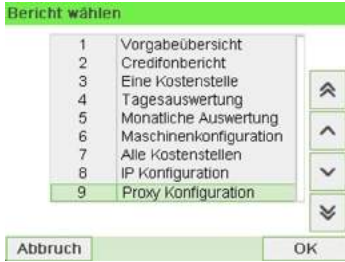 Bericht wählen
1 Vorgabeübersicht
2 Credifonbericht
3 Eine Kostenstelle
4 Tagesauswertung
5 Monatliche Auswertung
6 Maschinenkonfiguration
7 Alle Kostenstellen
8 IP Konfiguration
9 Proxy Konfiguration
Abbruch OK